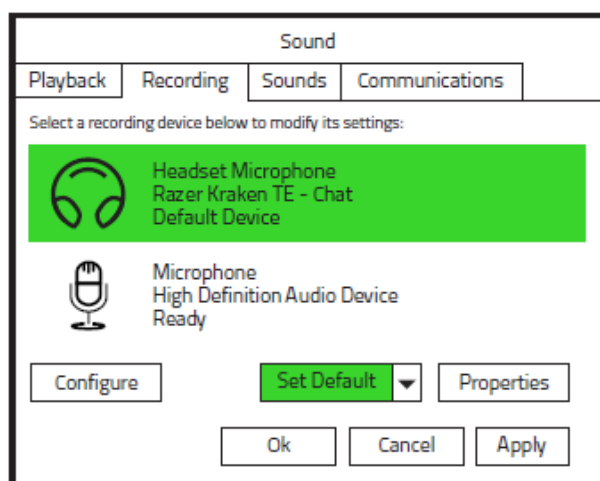 Sound
Playback Recording Sounds Communications
Select a recording device below to modify its settings:
Headset Microphone
Razer Kraken TE - Chat
Default Device
Microphone
High Definition Audio Device
Ready
Configure Set Default Properties
Ok Cancel Apply